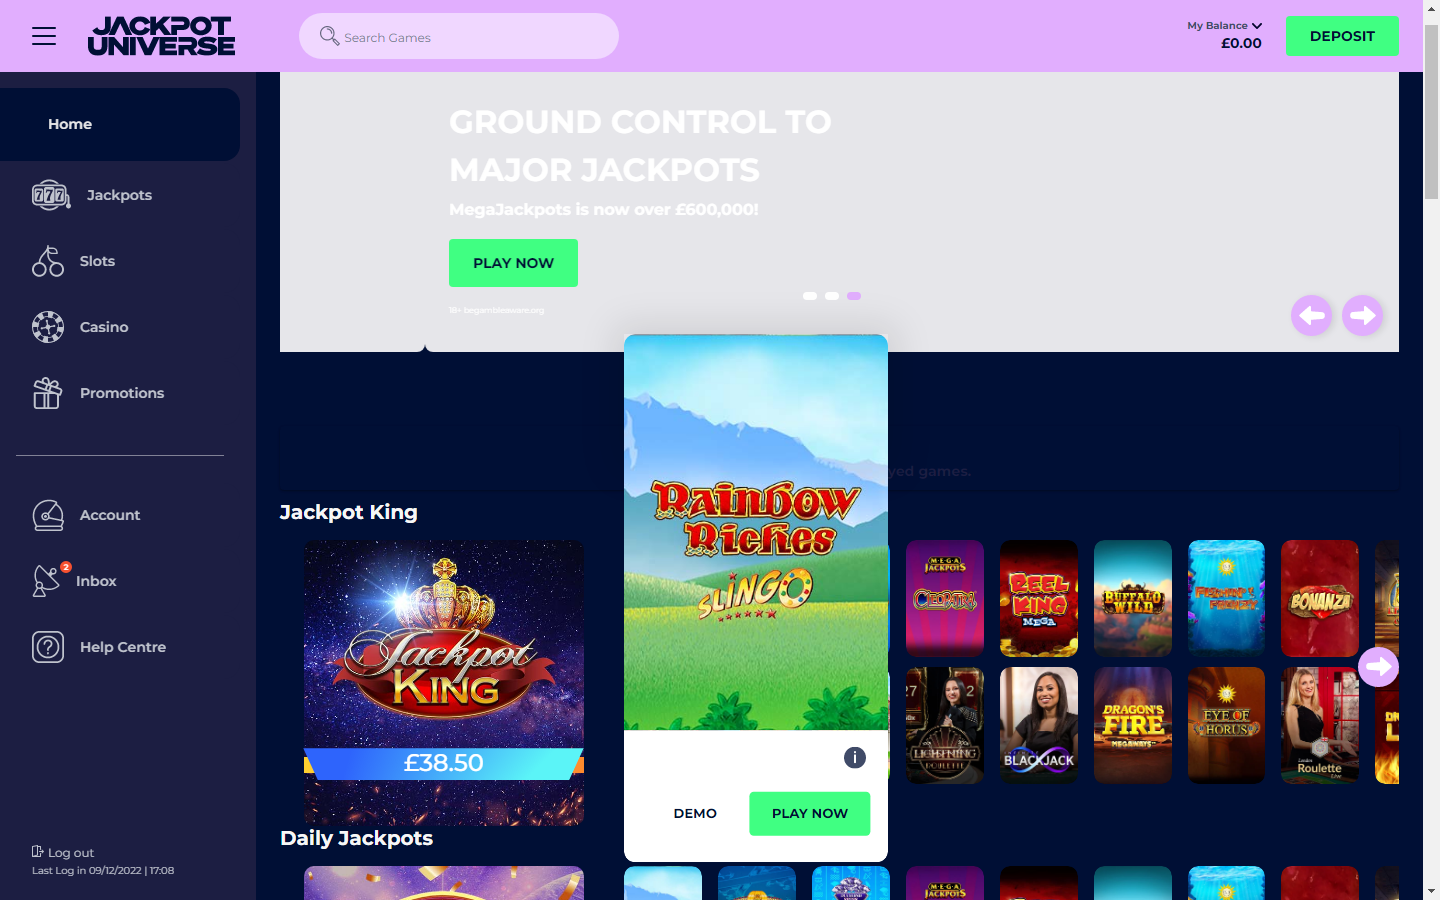 JACKPOT
UNIVERSE
Search Games
My Balance
£0.00
DEPOSIT
Home
Jackpots
Slots
Casino
Promotions
Account
2
Inbox
Help Centre
Log out
Last Log in 09/12/2022 | 17:08
GROUND CONTROL TO
MAJOR JACKPOTS
MegaJackpots is now over £600,000!
PLAY NOW
18+ begambleaware.org
yed games.
Jackpot King
Jackpot
KING
£38.50
Rainbow
Riches
SLINGO
i
DEMO
PLAY NOW
MEGA
JACKPOTS
CLEOPATRA
REEL
KING
MEGA
BUFFALO
WILD
FISHIN'
FRENZY
BONANZA
LIGHTNING
ROULETTE
BLACKJACK
DRAGON'S
FIRE
MEGAWAYS
EYE OF
HORUS
London
Roulette
Live
Daily Jackpots
MEGA
JACKPOTS